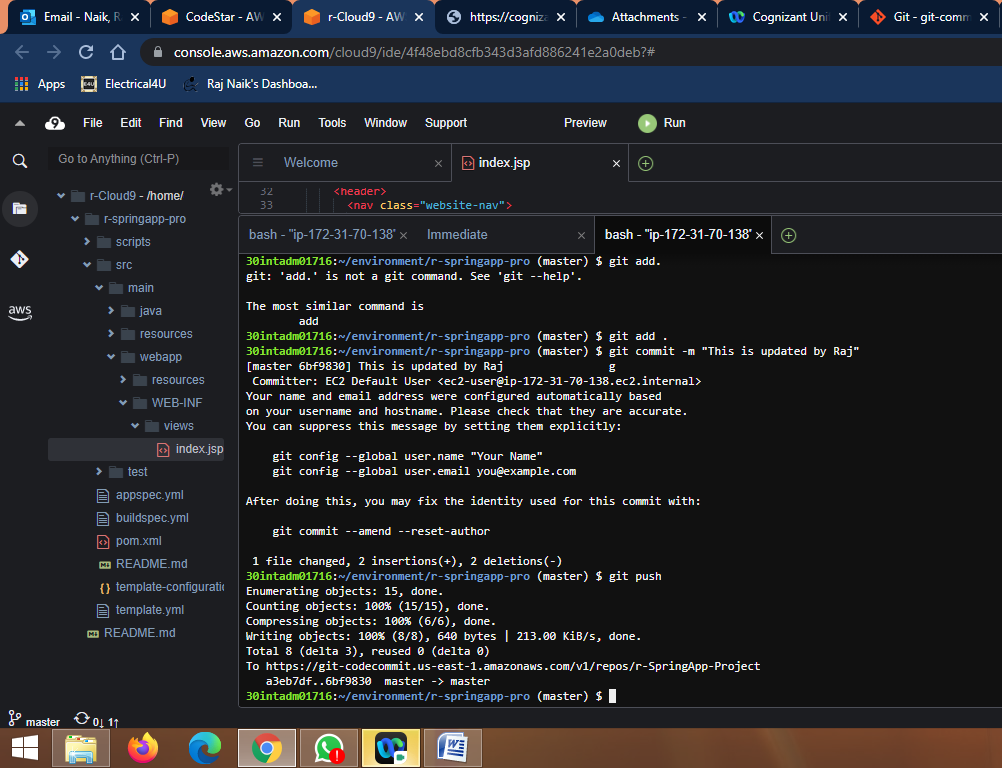 Email - Naik, R
CodeStar - AW
r-Cloud9 - AW
https://cogniza
Attachments -
Cognizant Uni
Git - git-comm
console.aws.amazon.com/cloud9/ide/4f48ebd8cfb343d3afd886241e2a0deb?#
Apps
Electrical4U
Raj Naik's Dashboa...
File Edit Find View Go Run Tools Window Support Preview Run
Go to Anything (Ctrl-P)
Welcome
index.jsp
r-Cloud9 - /home/
r-springapp-pro
scripts
src
main
java
resources
webapp
resources
WEB-INF
views
index.jsp
test
appspec.yml
buildspec.yml
pom.xml
README.md
template-configuratio
template.yml
README.md
aws
32 <header>
33 <nav class="website-nav">
bash - "ip-172-31-70-138"
Immediate
bash - "ip-172-31-70-138"
30intadm01716:~/environment/r-springapp-pro (master) $ git add.
git: 'add.' is not a git command. See 'git --help'.
The most similar command is
add
30intadm01716:~/environment/r-springapp-pro (master) $ git add .
30intadm01716:~/environment/r-springapp-pro (master) $ git commit -m "This is updated by Raj"
[master 6bf9830] This is updated by Raj g
Committer: EC2 Default User <ec2-user@ip-172-31-70-138.ec2.internal>
Your name and email address were configured automatically based
on your username and hostname. Please check that they are accurate.
You can suppress this message by setting them explicitly:
git config --global user.name "Your Name"
git config --global user.email you@example.com
After doing this, you may fix the identity used for this commit with:
git commit --amend --reset-author
1 file changed, 2 insertions(+), 2 deletions(-)
30intadm01716:~/environment/r-springapp-pro (master) $ git push
Enumerating objects: 15, done.
Counting objects: 100% (15/15), done.
Compressing objects: 100% (6/6), done.
Writing objects: 100% (8/8), 640 bytes | 213.00 KiB/s, done.
Total 8 (delta 3), reused 0 (delta 0)
To https://git-codecommit.us-east-1.amazonaws.com/v1/repos/r-SpringApp-Project
a3eb7df..6bf9830 master -> master
30intadm01716:~/environment/r-springapp-pro (master) $
master 0↓ 1↑